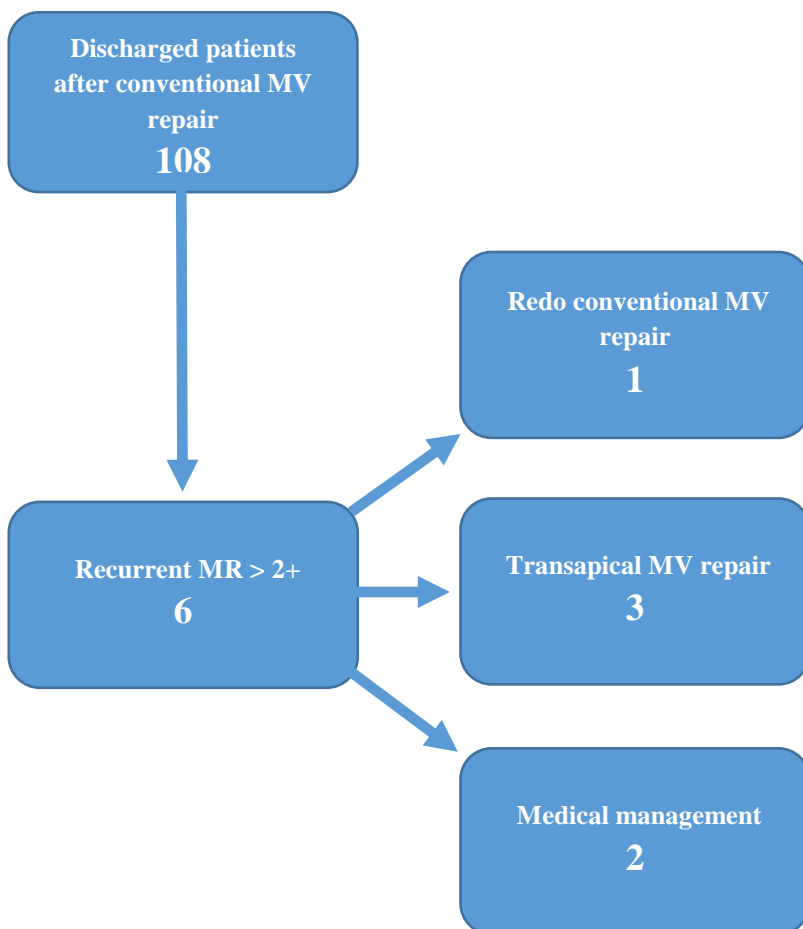 Discharged patients
after conventional MV
repair
108
Redo conventional MV
repair
1
Recurrent MR > 2+
6
Transapical MV repair
3
Medical management
2